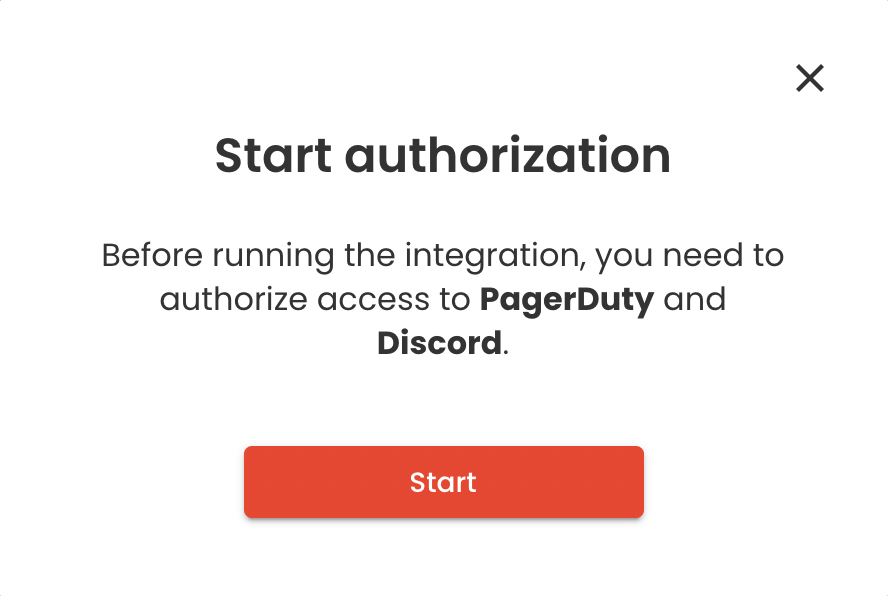 Start authorization
Before running the integration, you need to
authorize access to PagerDuty and
Discord.
Start